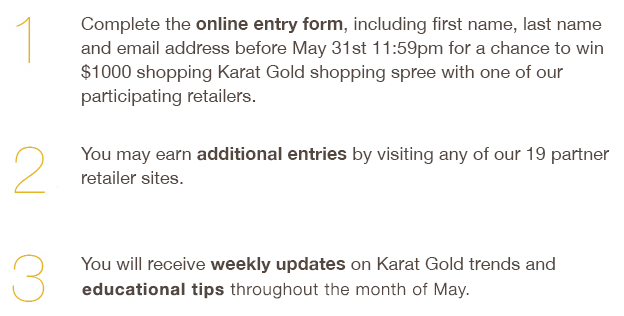 1
Complete the online entry form, including first name, last name
and email address before May 31st 11:59pm for a chance to win
$1000 shopping Karat Gold shopping spree with one of our
participating retailers.
2
You may earn additional entries by visiting any of our 19 partner
retailer sites.
3
You will receive weekly updates on Karat Gold trends and
educational tips throughout the month of May.